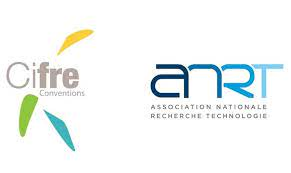 Cifre
Conventions
anrt
ASSOCIATION NATIONALE
RECHERCHE TECHNOLOGIE